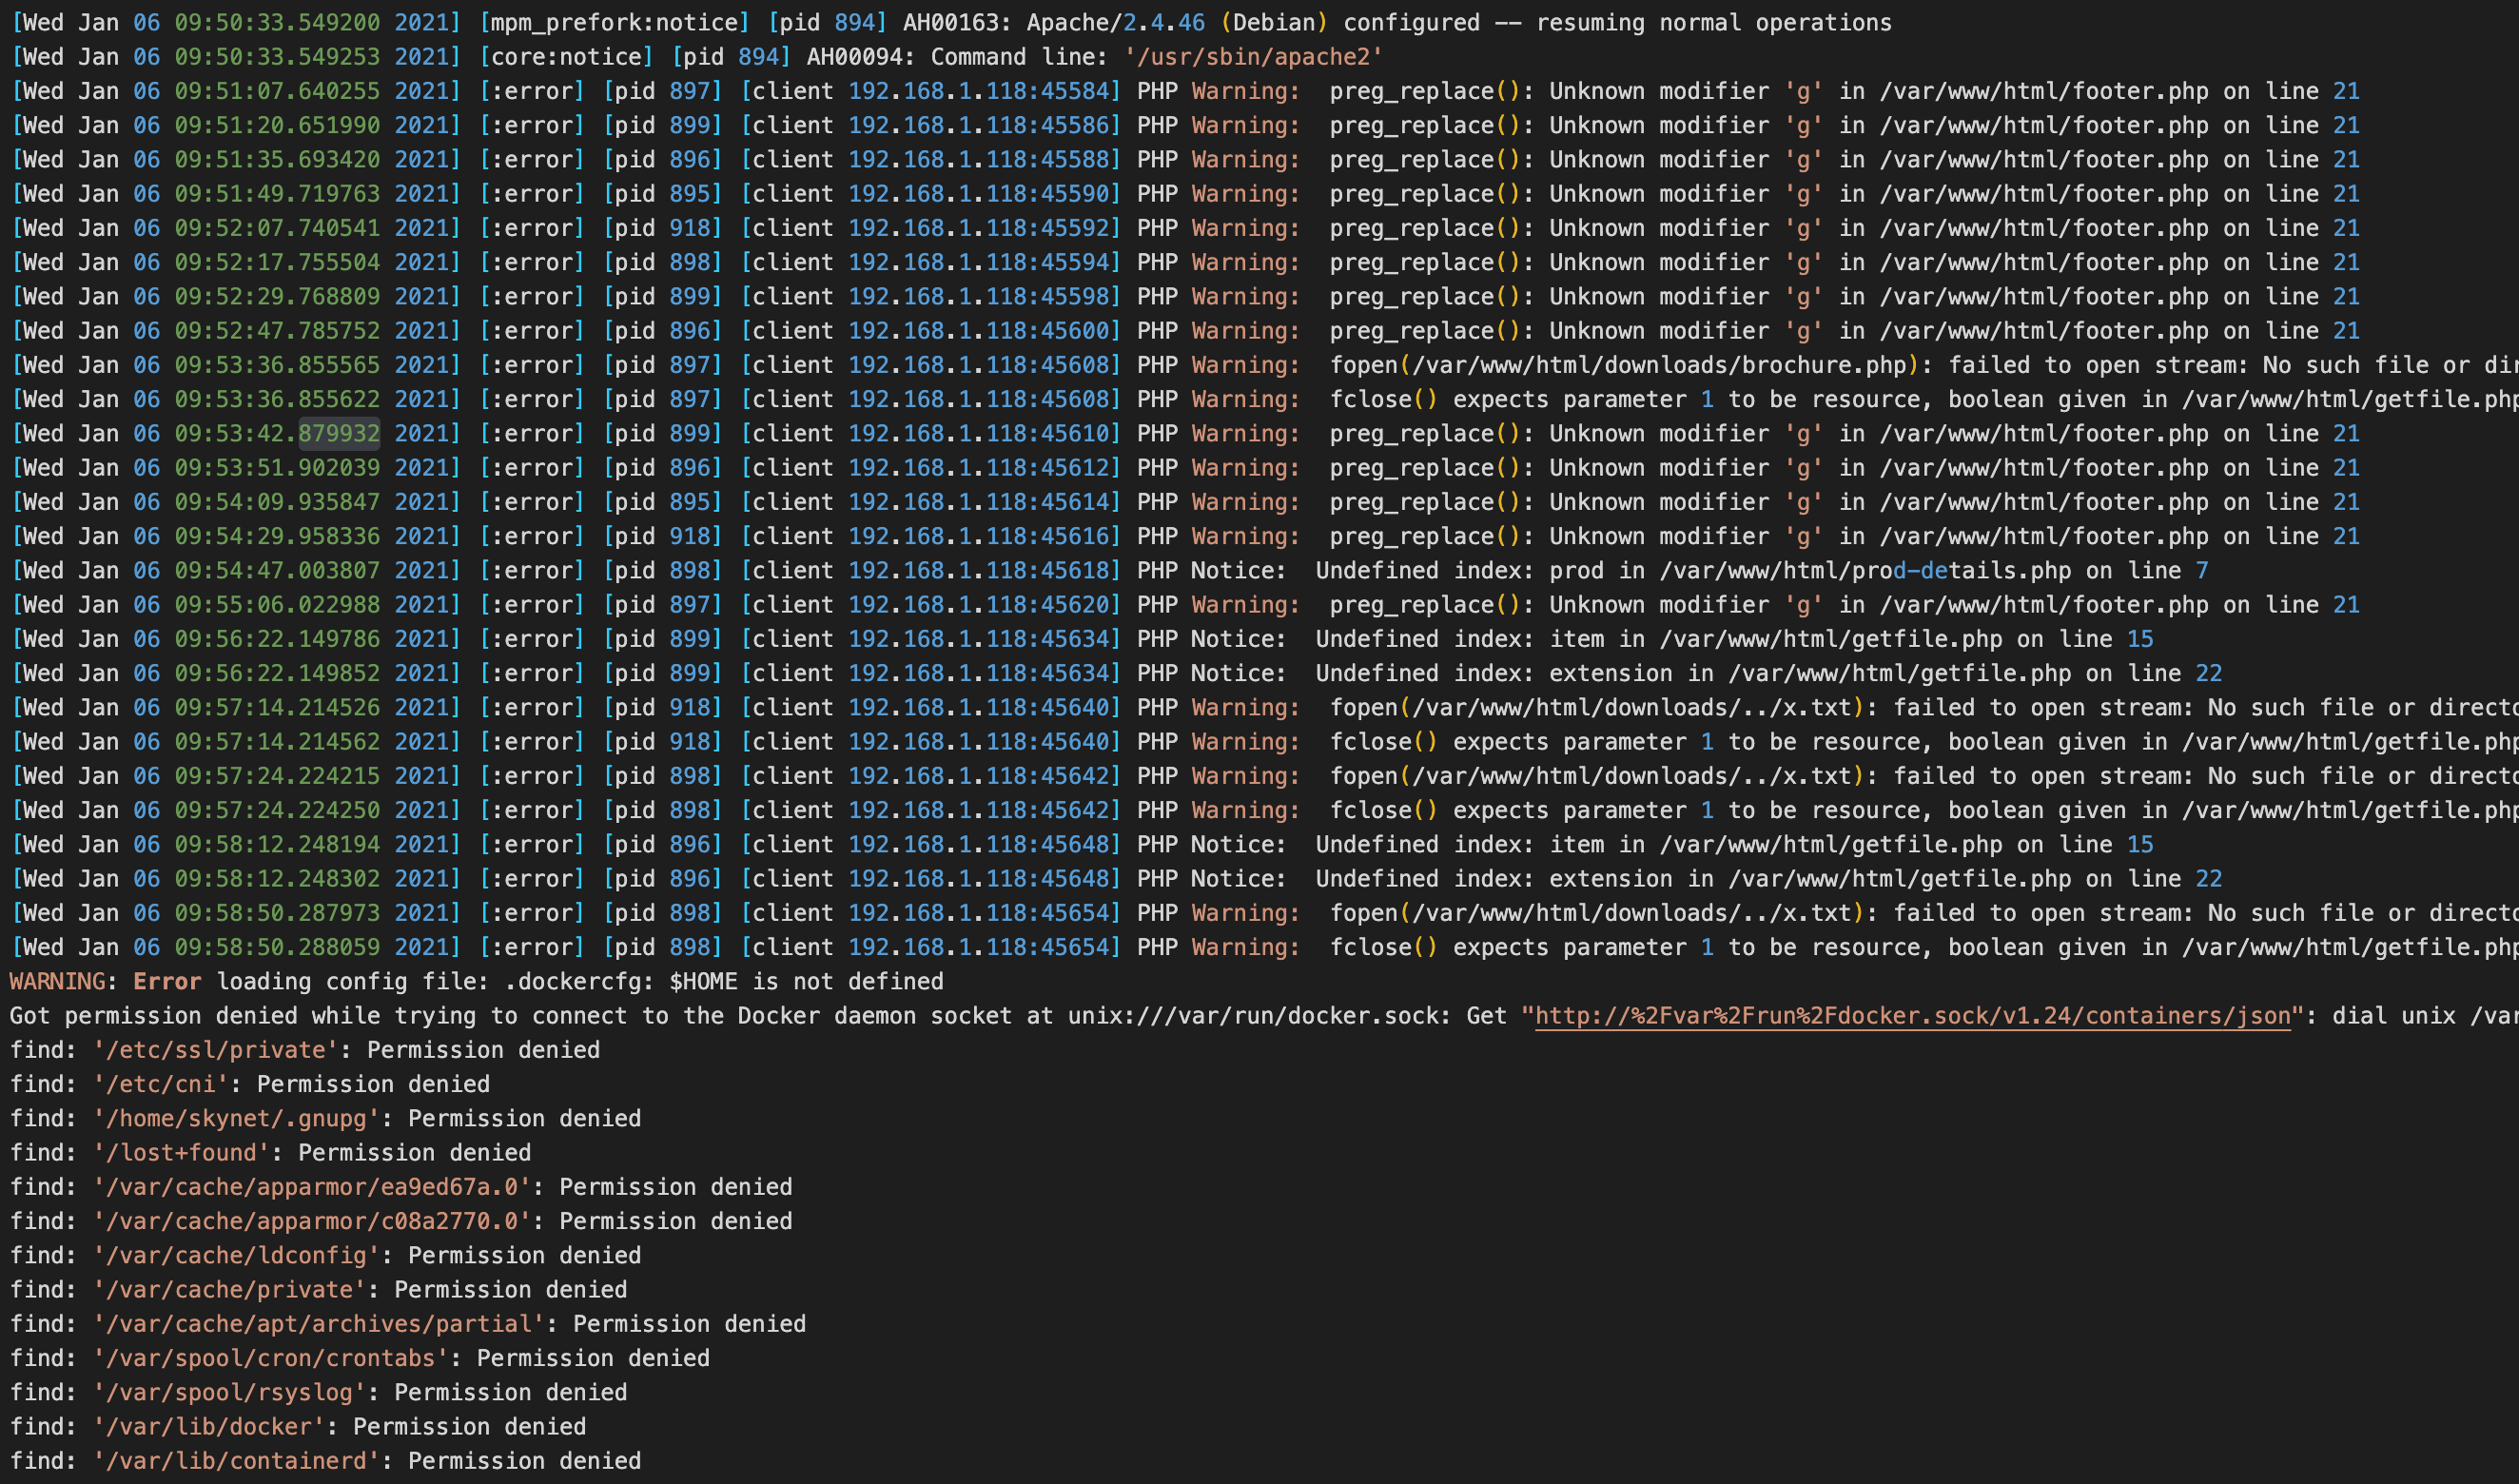 [Wed Jan 06 09:50:33.549200 2021] [mpm_prefork:notice] [pid 894] AH00163: Apache/2.4.46 (Debian) configured -- resuming normal operations
[Wed Jan 06 09:50:33.549253 2021] [core:notice] [pid 894] AH00094: Command line: '/usr/sbin/apache2'
[Wed Jan 06 09:51:07.640255 2021] [:error] [pid 897] [client 192.168.1.118:45584] PHP Warning:  preg_replace(): Unknown modifier 'g' in /var/www/html/footer.php on line 21
[Wed Jan 06 09:51:20.651990 2021] [:error] [pid 899] [client 192.168.1.118:45586] PHP Warning:  preg_replace(): Unknown modifier 'g' in /var/www/html/footer.php on line 21
[Wed Jan 06 09:51:35.693420 2021] [:error] [pid 896] [client 192.168.1.118:45588] PHP Warning:  preg_replace(): Unknown modifier 'g' in /var/www/html/footer.php on line 21
[Wed Jan 06 09:51:49.719763 2021] [:error] [pid 895] [client 192.168.1.118:45590] PHP Warning:  preg_replace(): Unknown modifier 'g' in /var/www/html/footer.php on line 21
[Wed Jan 06 09:52:07.740541 2021] [:error] [pid 918] [client 192.168.1.118:45592] PHP Warning:  preg_replace(): Unknown modifier 'g' in /var/www/html/footer.php on line 21
[Wed Jan 06 09:52:17.755504 2021] [:error] [pid 898] [client 192.168.1.118:45594] PHP Warning:  preg_replace(): Unknown modifier 'g' in /var/www/html/footer.php on line 21
[Wed Jan 06 09:52:29.768809 2021] [:error] [pid 899] [client 192.168.1.118:45598] PHP Warning:  preg_replace(): Unknown modifier 'g' in /var/www/html/footer.php on line 21
[Wed Jan 06 09:52:47.785752 2021] [:error] [pid 896] [client 192.168.1.118:45600] PHP Warning:  preg_replace(): Unknown modifier 'g' in /var/www/html/footer.php on line 21
[Wed Jan 06 09:53:36.855565 2021] [:error] [pid 897] [client 192.168.1.118:45608] PHP Warning:  fopen(/var/www/html/downloads/brochure.php): failed to open stream: No such file or dir
[Wed Jan 06 09:53:36.855622 2021] [:error] [pid 897] [client 192.168.1.118:45608] PHP Warning:  fclose() expects parameter 1 to be resource, boolean given in /var/www/html/getfile.php
[Wed Jan 06 09:53:42.879932 2021] [:error] [pid 899] [client 192.168.1.118:45610] PHP Warning:  preg_replace(): Unknown modifier 'g' in /var/www/html/footer.php on line 21
[Wed Jan 06 09:53:51.902039 2021] [:error] [pid 896] [client 192.168.1.118:45612] PHP Warning:  preg_replace(): Unknown modifier 'g' in /var/www/html/footer.php on line 21
[Wed Jan 06 09:54:09.935847 2021] [:error] [pid 895] [client 192.168.1.118:45614] PHP Warning:  preg_replace(): Unknown modifier 'g' in /var/www/html/footer.php on line 21
[Wed Jan 06 09:54:29.958336 2021] [:error] [pid 918] [client 192.168.1.118:45616] PHP Warning:  preg_replace(): Unknown modifier 'g' in /var/www/html/footer.php on line 21
[Wed Jan 06 09:54:47.003807 2021] [:error] [pid 898] [client 192.168.1.118:45618] PHP Notice:  Undefined index: prod in /var/www/html/prod-details.php on line 7
[Wed Jan 06 09:55:06.022988 2021] [:error] [pid 897] [client 192.168.1.118:45620] PHP Warning:  preg_replace(): Unknown modifier 'g' in /var/www/html/footer.php on line 21
[Wed Jan 06 09:56:22.149786 2021] [:error] [pid 899] [client 192.168.1.118:45634] PHP Notice:  Undefined index: item in /var/www/html/getfile.php on line 15
[Wed Jan 06 09:56:22.149852 2021] [:error] [pid 899] [client 192.168.1.118:45634] PHP Notice:  Undefined index: extension in /var/www/html/getfile.php on line 22
[Wed Jan 06 09:57:14.214526 2021] [:error] [pid 918] [client 192.168.1.118:45640] PHP Warning:  fopen(/var/www/html/downloads/../x.txt): failed to open stream: No such file or directo
[Wed Jan 06 09:57:14.214562 2021] [:error] [pid 918] [client 192.168.1.118:45640] PHP Warning:  fclose() expects parameter 1 to be resource, boolean given in /var/www/html/getfile.php
[Wed Jan 06 09:57:24.224215 2021] [:error] [pid 898] [client 192.168.1.118:45642] PHP Warning:  fopen(/var/www/html/downloads/../x.txt): failed to open stream: No such file or directo
[Wed Jan 06 09:57:24.224250 2021] [:error] [pid 898] [client 192.168.1.118:45642] PHP Warning:  fclose() expects parameter 1 to be resource, boolean given in /var/www/html/getfile.php
[Wed Jan 06 09:58:12.248194 2021] [:error] [pid 896] [client 192.168.1.118:45648] PHP Notice:  Undefined index: item in /var/www/html/getfile.php on line 15
[Wed Jan 06 09:58:12.248302 2021] [:error] [pid 896] [client 192.168.1.118:45648] PHP Notice:  Undefined index: extension in /var/www/html/getfile.php on line 22
[Wed Jan 06 09:58:50.287973 2021] [:error] [pid 898] [client 192.168.1.118:45654] PHP Warning:  fopen(/var/www/html/downloads/../x.txt): failed to open stream: No such file or directo
[Wed Jan 06 09:58:50.288059 2021] [:error] [pid 898] [client 192.168.1.118:45654] PHP Warning:  fclose() expects parameter 1 to be resource, boolean given in /var/www/html/getfile.php
WARNING: Error loading config file: .dockercfg: $HOME is not defined
Got permission denied while trying to connect to the Docker daemon socket at unix:///var/run/docker.sock: Get "http://%2Fvar%2Frun%2Fdocker.sock/v1.24/containers/json": dial unix /var
find: '/etc/ssl/private': Permission denied
find: '/etc/cni': Permission denied
find: '/home/skynet/.gnupg': Permission denied
find: '/lost+found': Permission denied
find: '/var/cache/apparmor/ea9ed67a.0': Permission denied
find: '/var/cache/apparmor/c08a2770.0': Permission denied
find: '/var/cache/ldconfig': Permission denied
find: '/var/cache/private': Permission denied
find: '/var/cache/apt/archives/partial': Permission denied
find: '/var/spool/cron/crontabs': Permission denied
find: '/var/spool/rsyslog': Permission denied
find: '/var/lib/docker': Permission denied
find: '/var/lib/containerd': Permission denied